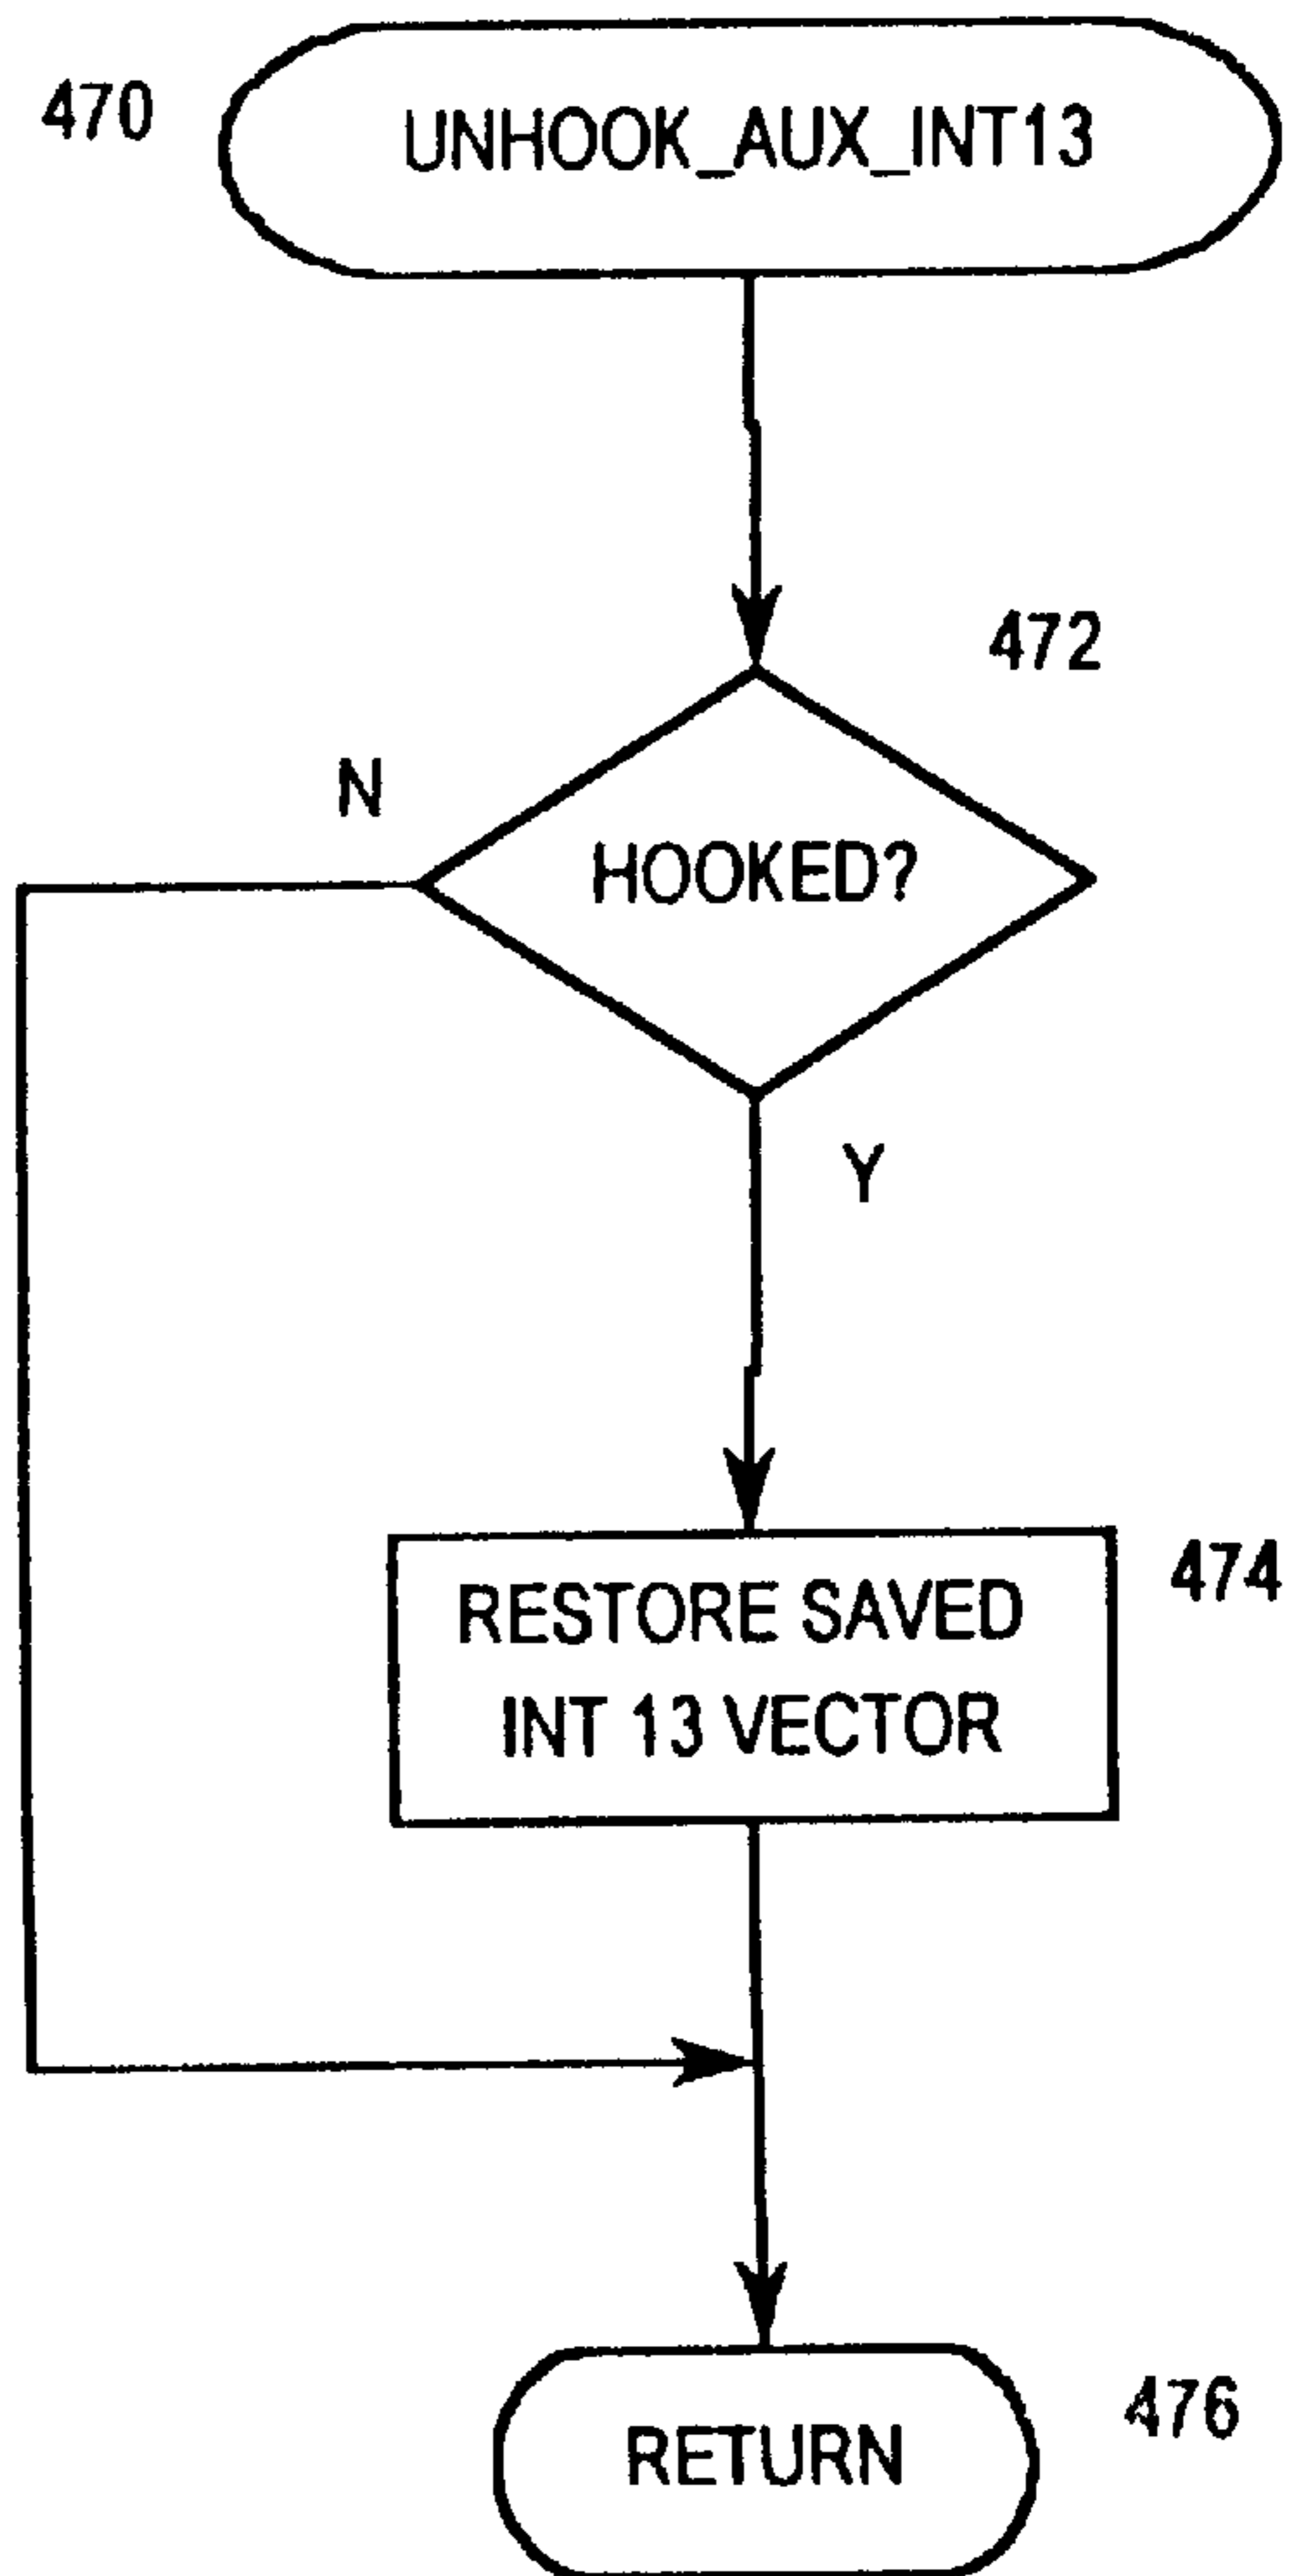 470
UNHOOK_AUX_INT13
472
N
HOOKED?
Y
474
RESTORE SAVED
INT 13 VECTOR
476
RETURN